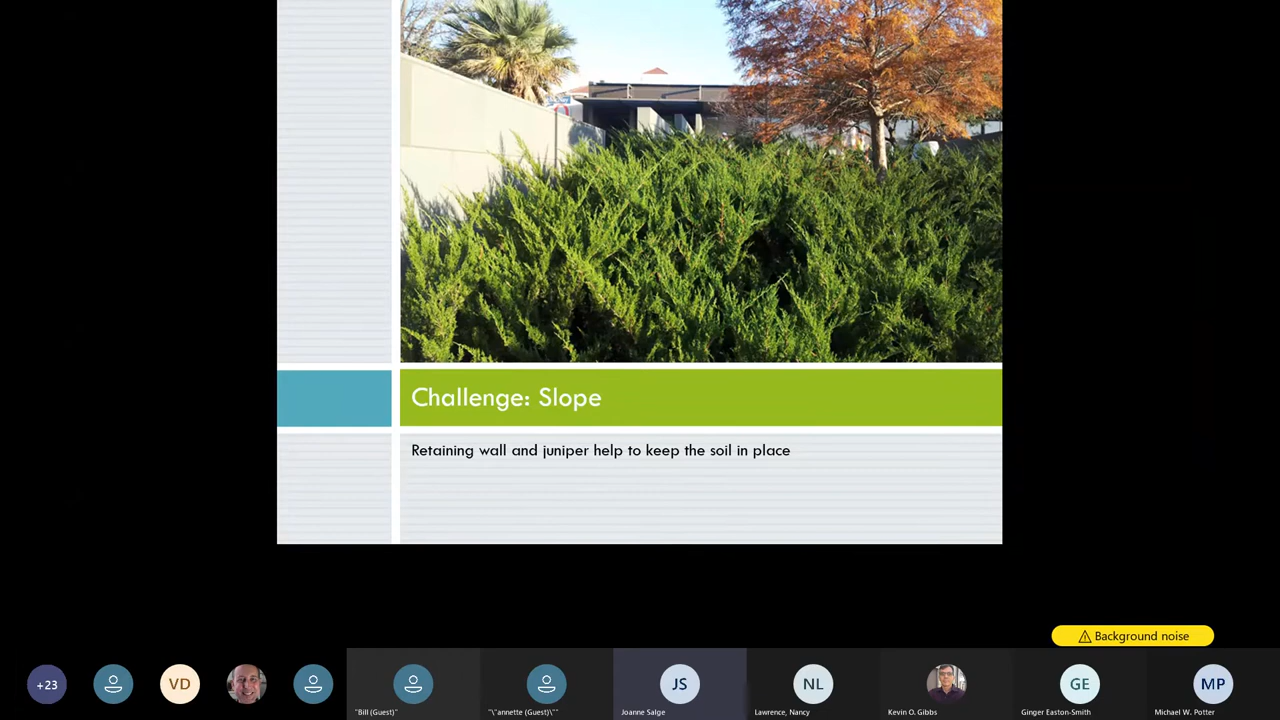 Challenge: Slope
Retaining wall and juniper help to keep the soil in place
Background noise
+23
VD
JS
NL
GE
MP
"Bill (Guest)"
"\"annette (Guest)\""
Joanne Salge
Lawrence, Nancy
Kevin O. Gibbs
Ginger Easton-Smith
Michael W. Potter